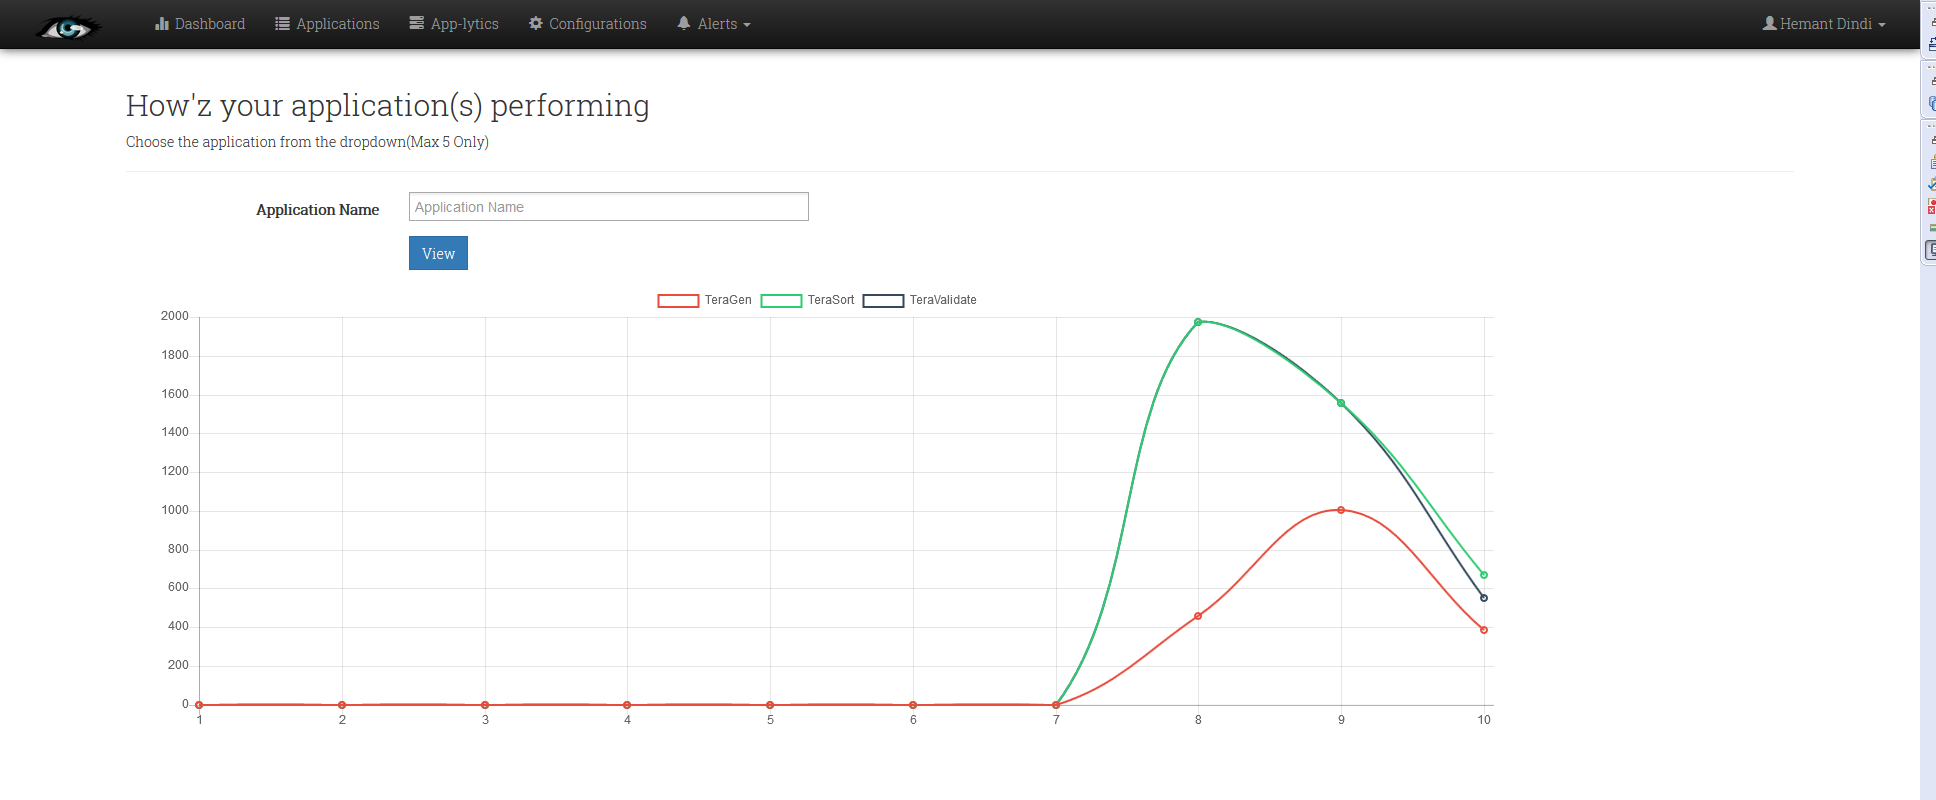 Dashboard Applications App-lytics Configurations Alerts Hemant Dindi
How'z your application(s) performing
Choose the application from the dropdown(Max 5 Only)
Application Name Application Name
View
TeraGen TeraSort TeraValidate
2000
1800
1600
1400
1200
1000
800
600
400
200
0
1 2 3 4 5 6 7 8 9 10